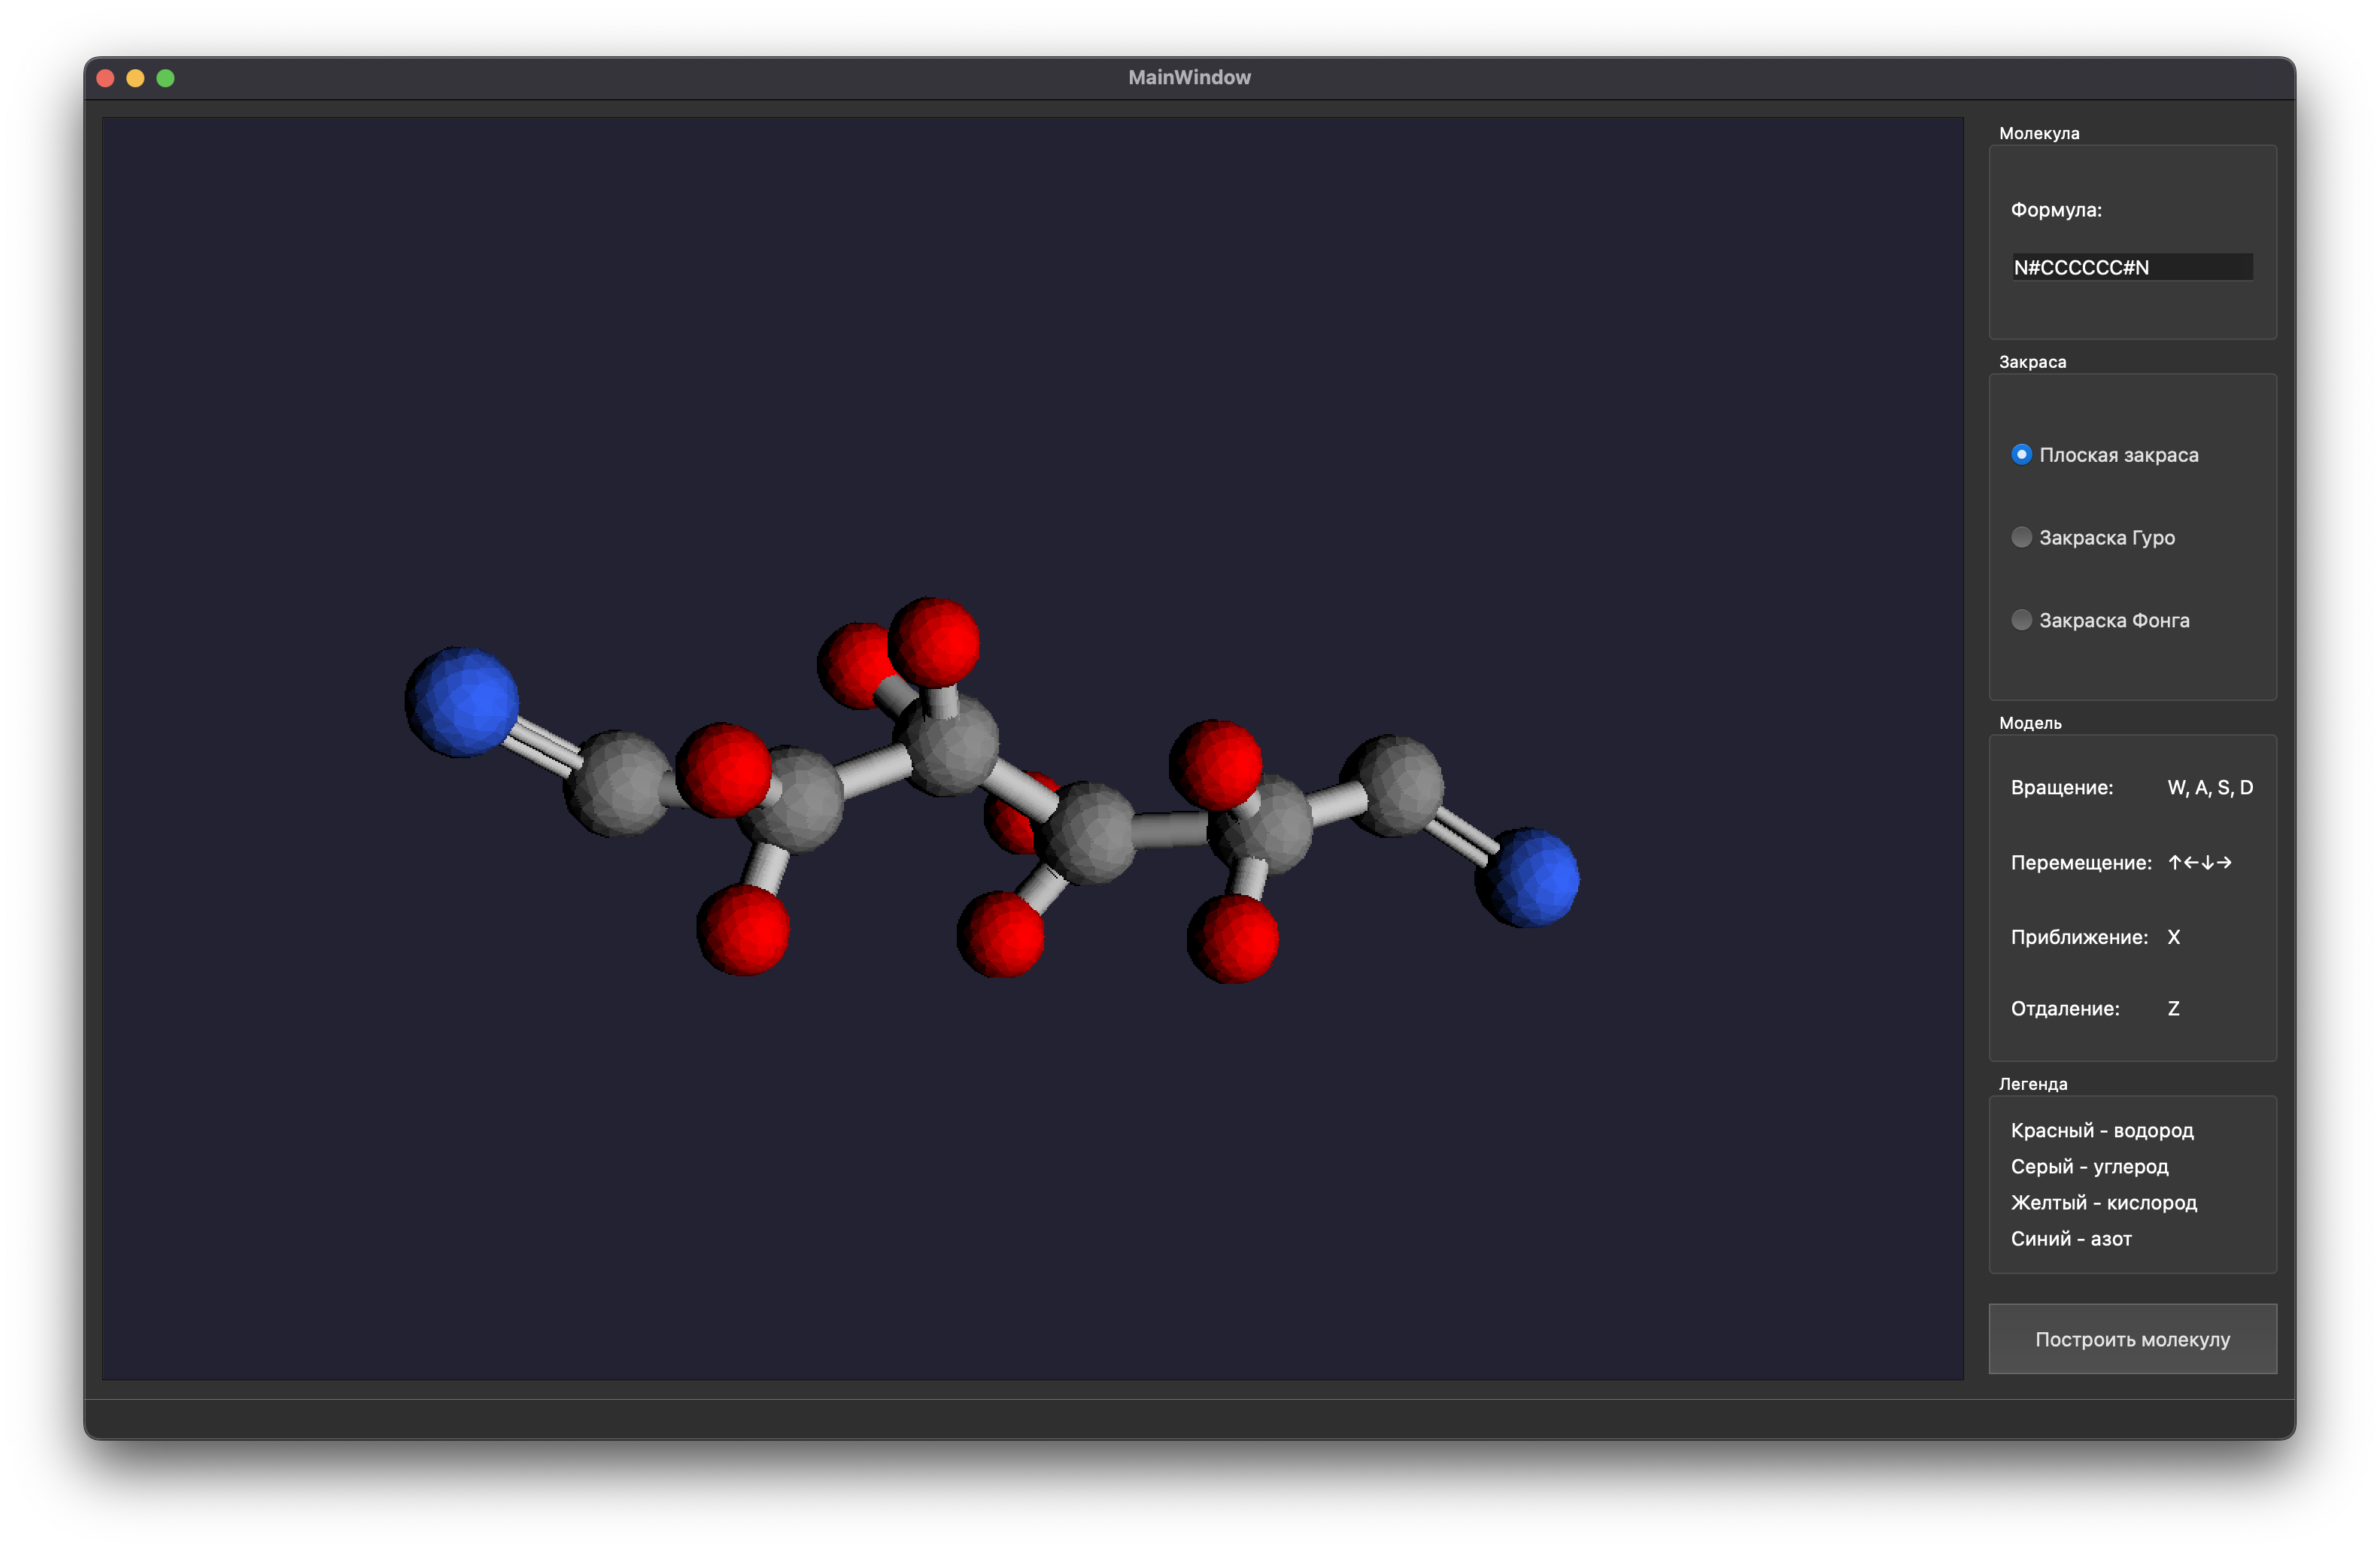 MainWindow
Молекула
Формула:
N#CCCCCC#N
Закраса
Плоская закраса
Закраска Гуро
Закраска Фонга
Модель
Вращение: W, A, S, D
Перемещение: ↑←↓→
Приближение: X
Отдаление: Z
Легенда
Красный - водород
Серый - углерод
Желтый - кислород
Синий - азот
Построить молекулу